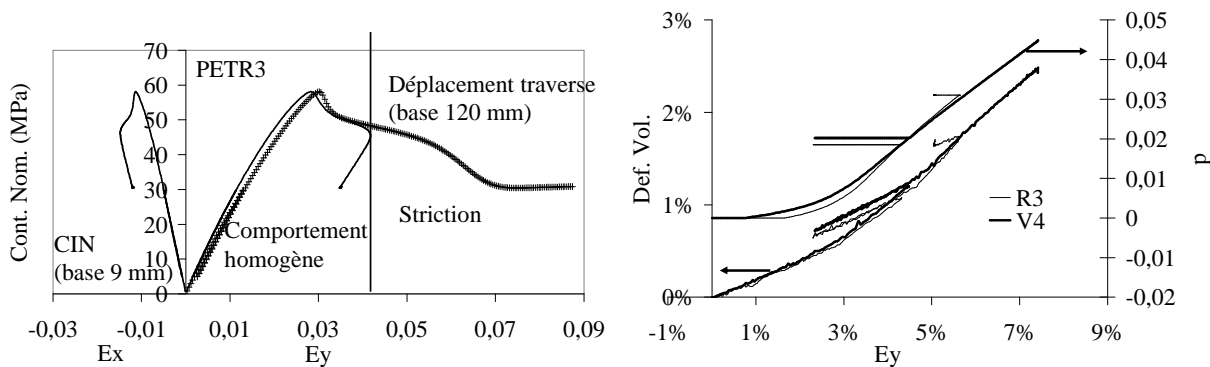 70
60
50
40
30
20
10
0
Cont. Nom. (MPa)
PETR3
Déplacement traverse
(base 120 mm)
Striction
Comportement
homogène
CIN
(base 9 mm)
-0,03
-0,01
0,01
0,03
0,05
0,07
0,09
Ex
Ey
3%
2%
1%
0%
Def. Vol.
0,05
0,04
0,03
0,02
0,01
0
-0,01
-0,02
p
R3
V4
-1%
1%
3%
5%
7%
9%
Ey